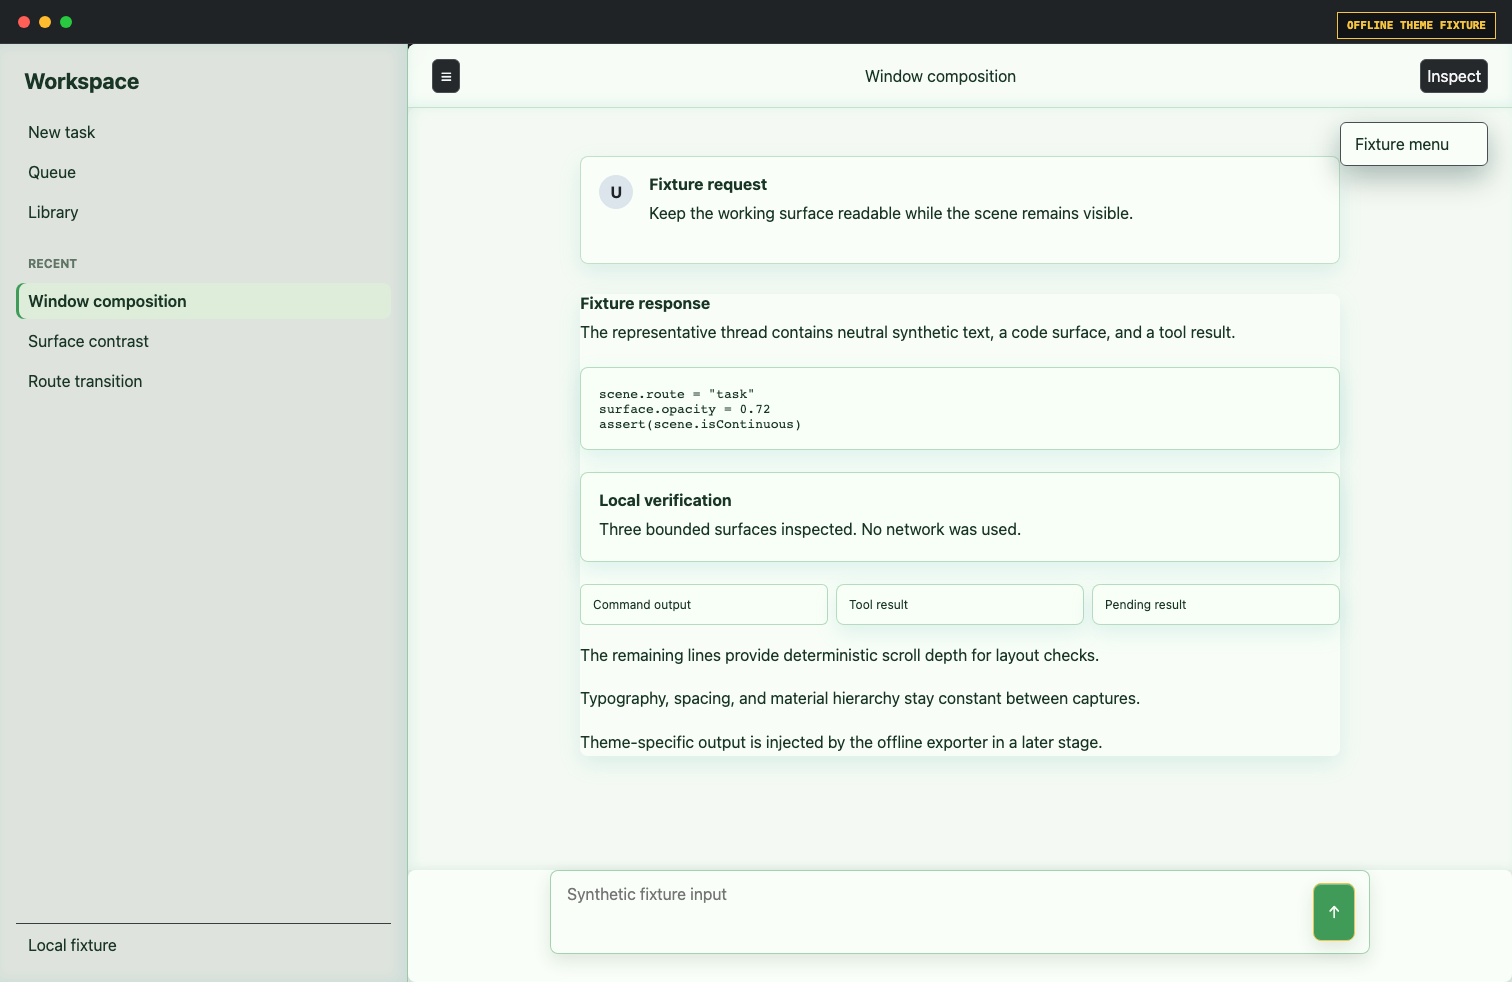 OFFLINE THEME FIXTURE
Workspace
New task
Queue
Library
RECENT
Window composition
Surface contrast
Route transition
Local fixture
Window composition
Inspect
Fixture menu
U
Fixture request
Keep the working surface readable while the scene remains visible.
Fixture response
The representative thread contains neutral synthetic text, a code surface, and a tool result.
scene.route = "task"
surface.opacity = 0.72
assert(scene.isContinuous)
Local verification
Three bounded surfaces inspected. No network was used.
Command output
Tool result
Pending result
The remaining lines provide deterministic scroll depth for layout checks.
Typography, spacing, and material hierarchy stay constant between captures.
Theme-specific output is injected by the offline exporter in a later stage.
Synthetic fixture input